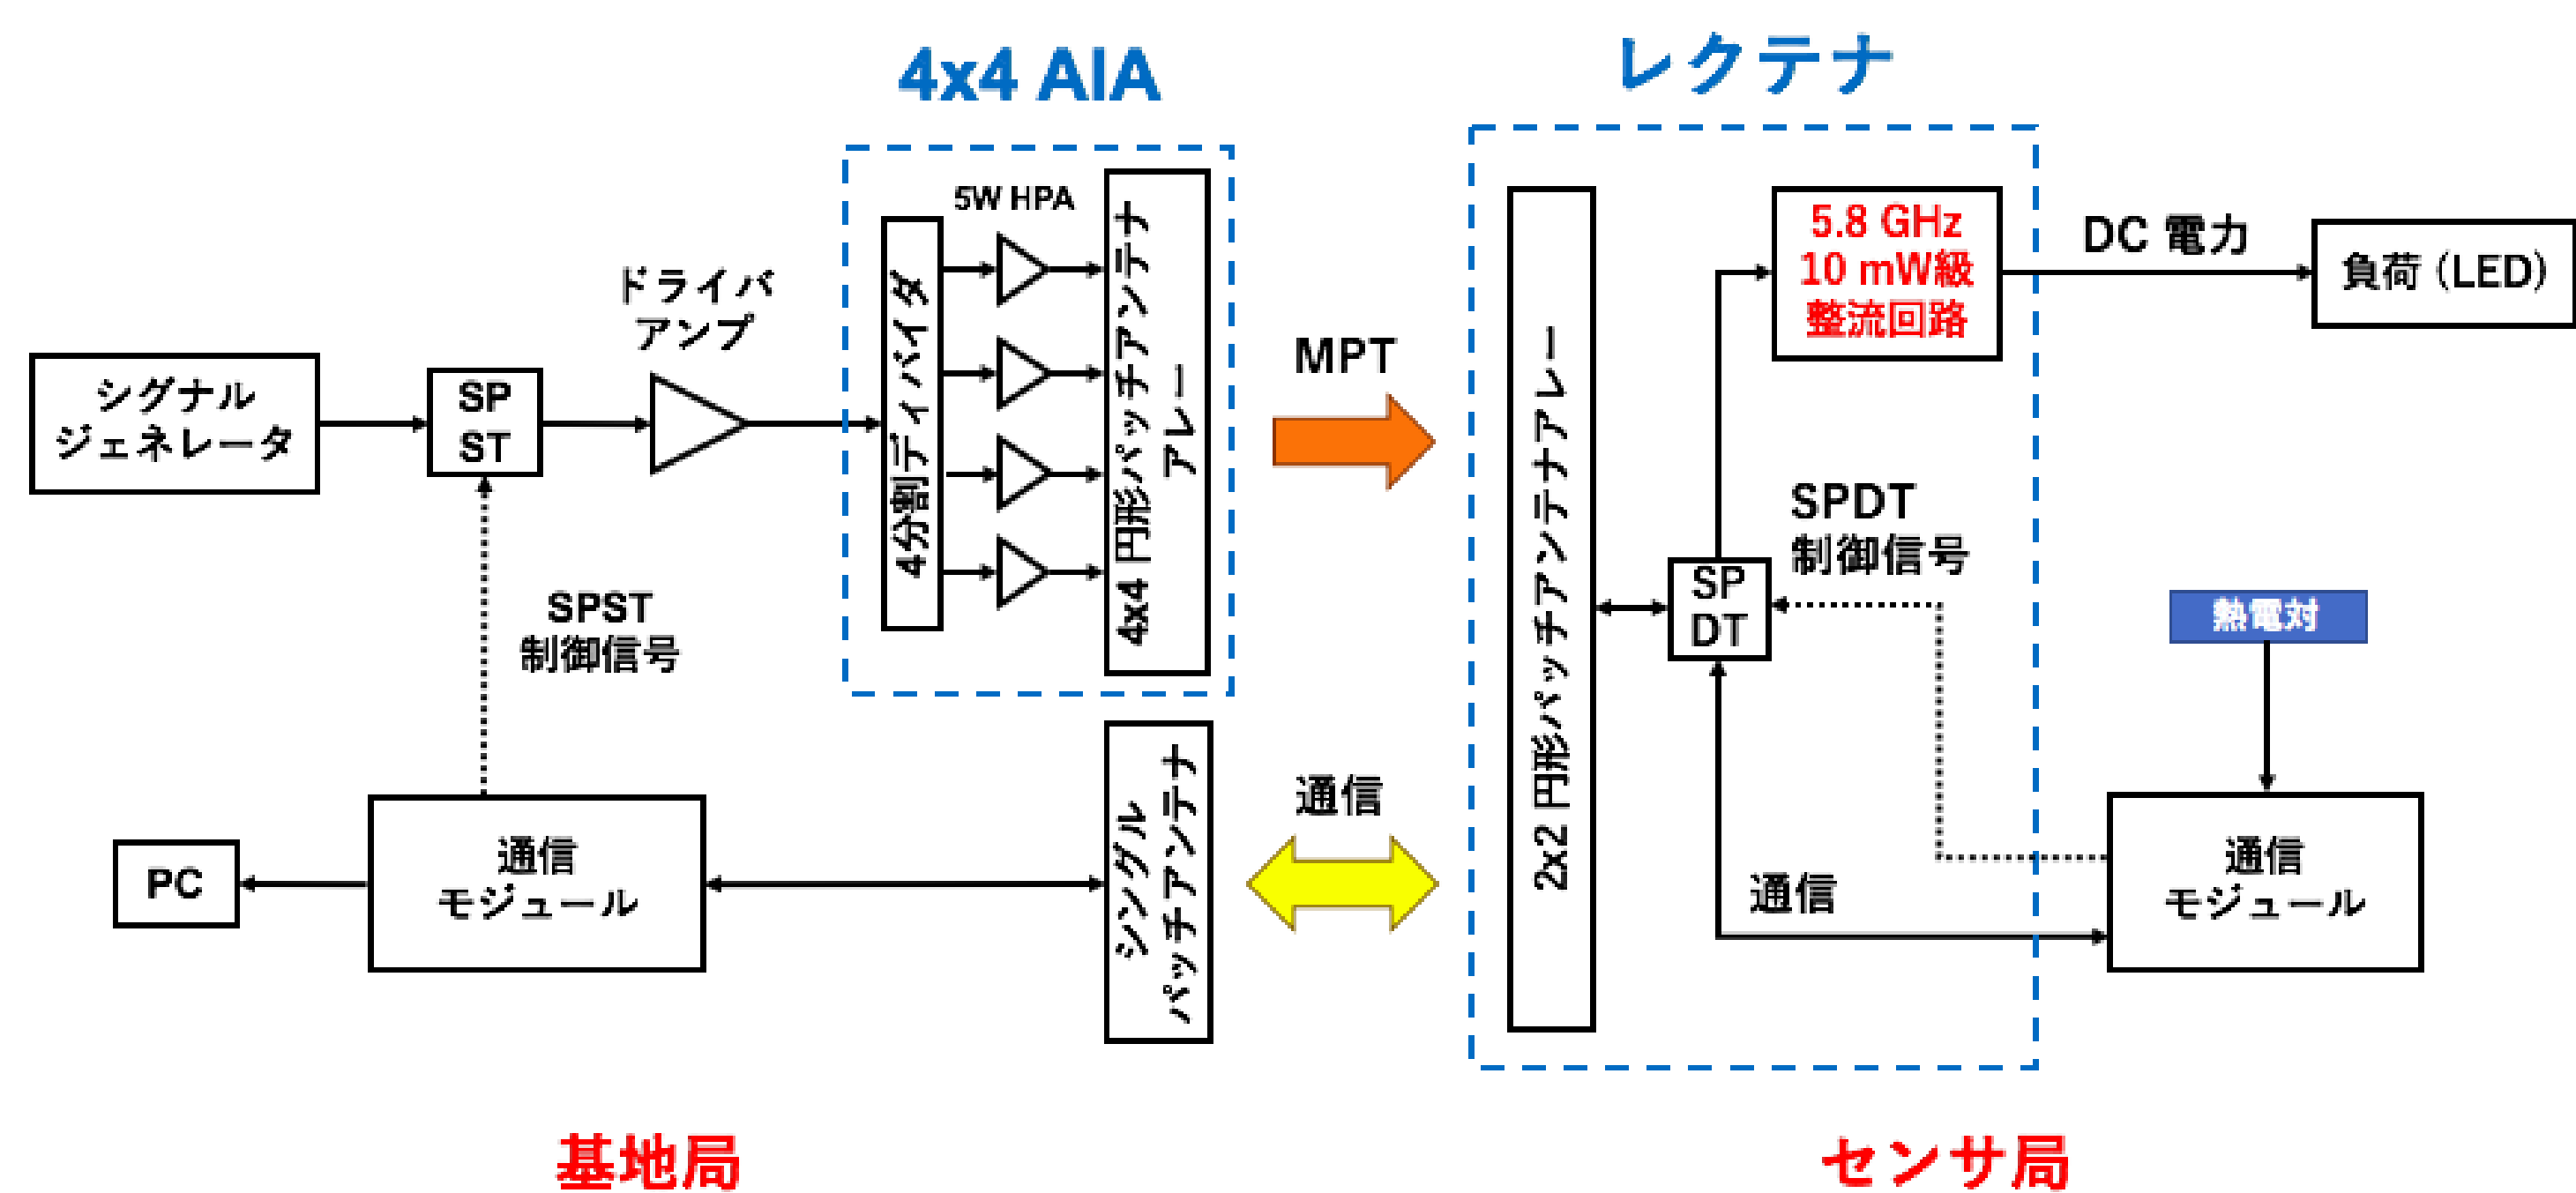 4x4 AIA
レクテナ
5W HPA
ドライバ
アンプ
シグナル
ジェネレータ
SP
ST
4分割ディバイダ
4x4 円形パッチアンテナ
アレー
MPT
2x2 円形パッチアンテナアレー
5.8 GHz
10 mW級
整流回路
DC 電力
負荷 (LED)
SPDT
制御信号
SP
DT
熱電対
SPST
制御信号
PC
通信
モジュール
シングル
パッチアンテナ
通信
通信
通信
モジュール
基地局
センサ局